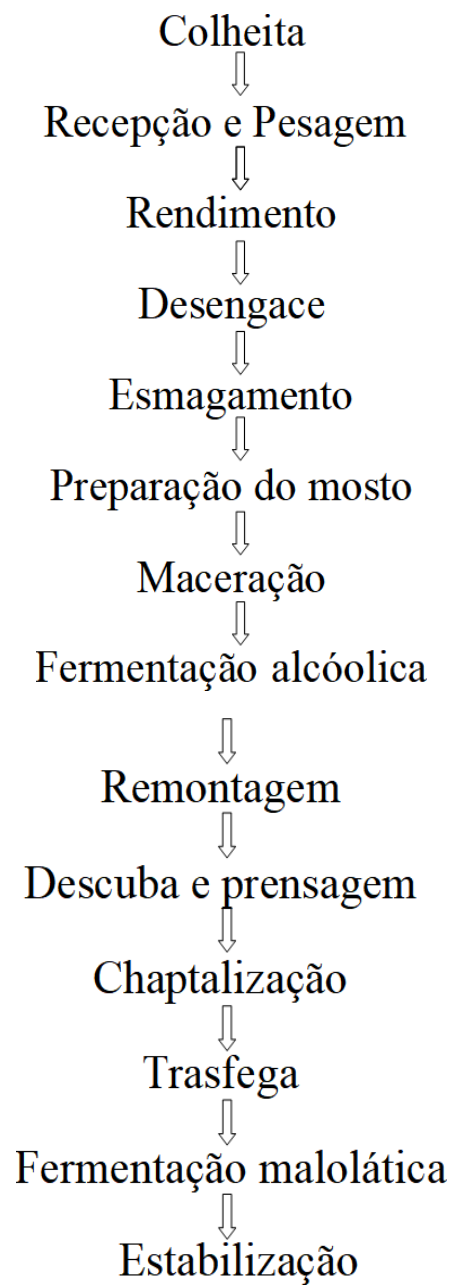 Colheita
Recepção e Pesagem
Rendimento
Desengace
Esmagamento
Preparação do mosto
Maceração
Fermentação alcóolica
Remontagem
Descuba e prensagem
Chaptalização
Trasfega
Fermentação malolática
Estabilização